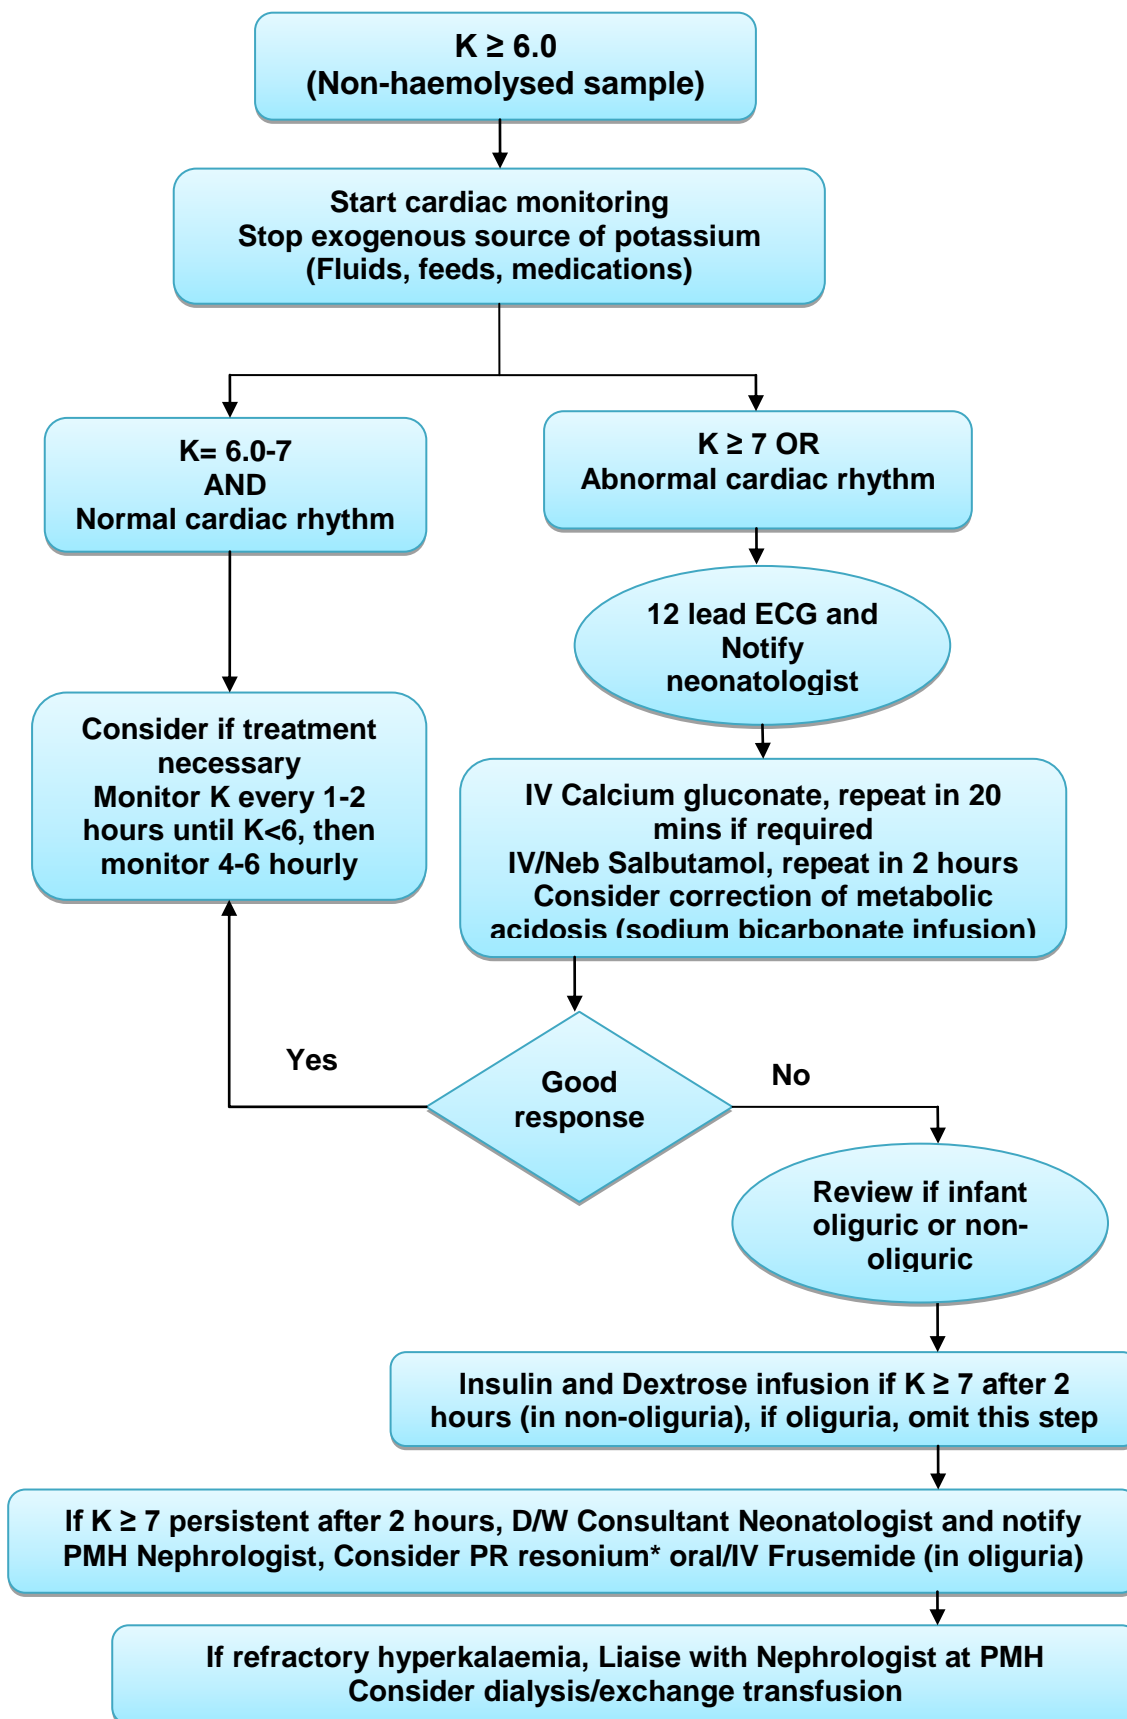 K ≥ 6.0
(Non-haemolysed sample)
Start cardiac monitoring
Stop exogenous source of potassium
(Fluids, feeds, medications)
K= 6.0-7
AND
Normal cardiac rhythm
K ≥ 7 OR
Abnormal cardiac rhythm
12 lead ECG and
Notify
neonatologist
Consider if treatment
necessary
Monitor K every 1-2
hours until K<6, then
monitor 4-6 hourly
IV Calcium gluconate, repeat in 20
mins if required
IV/Neb Salbutamol, repeat in 2 hours
Consider correction of metabolic
acidosis (sodium bicarbonate infusion)
Yes
Good
response
No
Review if infant
oliguric or non-
oliguric
Insulin and Dextrose infusion if K ≥ 7 after 2
hours (in non-oliguria), if oliguria, omit this step
If K ≥ 7 persistent after 2 hours, D/W Consultant Neonatologist and notify
PMH Nephrologist, Consider PR resonium* oral/IV Frusemide (in oliguria)
If refractory hyperkalaemia, Liaise with Nephrologist at PMH
Consider dialysis/exchange transfusion